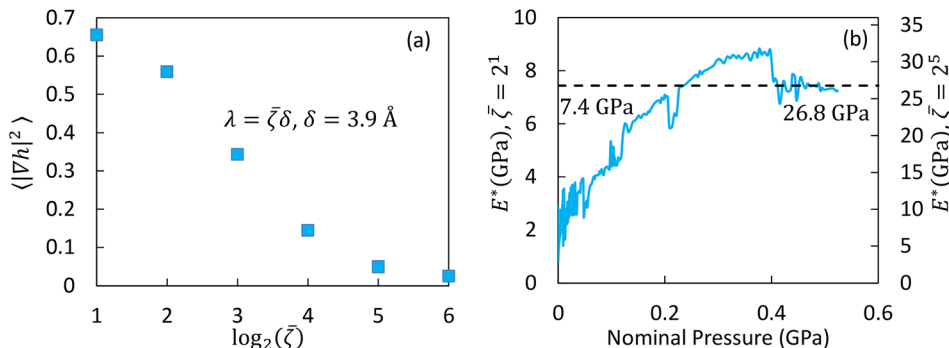 (a)
0.7
0.6
0.5
0.4
0.3
0.2
0.1
0
⟨|∇h|² ⟩
λ = ζ̄δ, δ = 3.9 Å
1 2 3 4 5 6
log₂(ζ̄)
(b)
10
8
6
4
2
0
E*(GPa), ζ̄ = 2¹
7.4 GPa
26.8 GPa
35
30
25
20
15
10
5
0
E*(GPa), ζ̄ = 2⁵
0 0.2 0.4 0.6
Nominal Pressure (GPa)